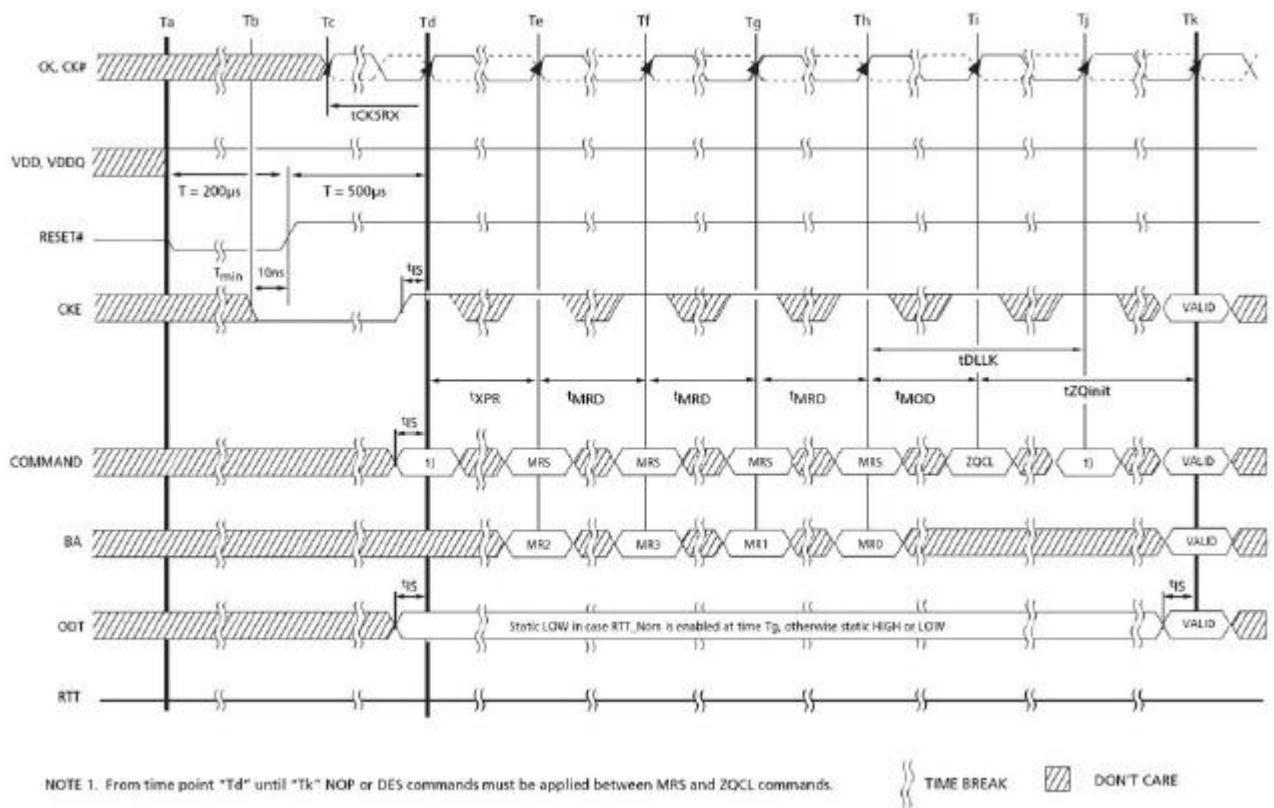 Ta Tb Tc Td Te Tf Tg Th Ti Tj Tk
CK, CK#
tCKSRX
VDD, VDDQ
T = 200μs T = 500μs
RESET#
Tmin 10ns tIS
CKE VALID
tDLLK
tXPR tMRD tMRD tMRD tMOD tZQinit
tIS
COMMAND 1) MRS MRS MRS MRS ZQCL 1) VALID
BA MR2 MR3 MR1 MR0 VALID
tIS tIS
ODT Static LOW in case RTT_Nom is enabled at time Tg, otherwise static HIGH or LOW VALID
RTT
NOTE 1. From time point "Td" until "Tk" NOP or DES commands must be applied between MRS and ZQCL commands.
TIME BREAK DON'T CARE